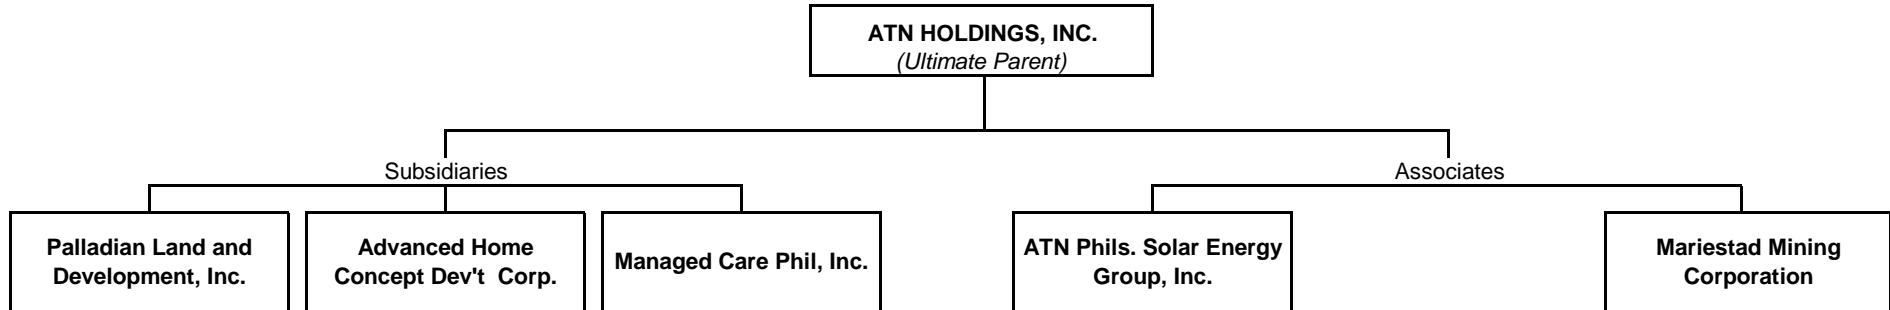 ATN HOLDINGS, INC.
(Ultimate Parent)
Subsidiaries
Associates
Palladian Land and
Development, Inc.
Advanced Home
Concept Dev't  Corp.
Managed Care Phil, Inc.
ATN Phils. Solar Energy
Group, Inc.
Mariestad Mining
Corporation